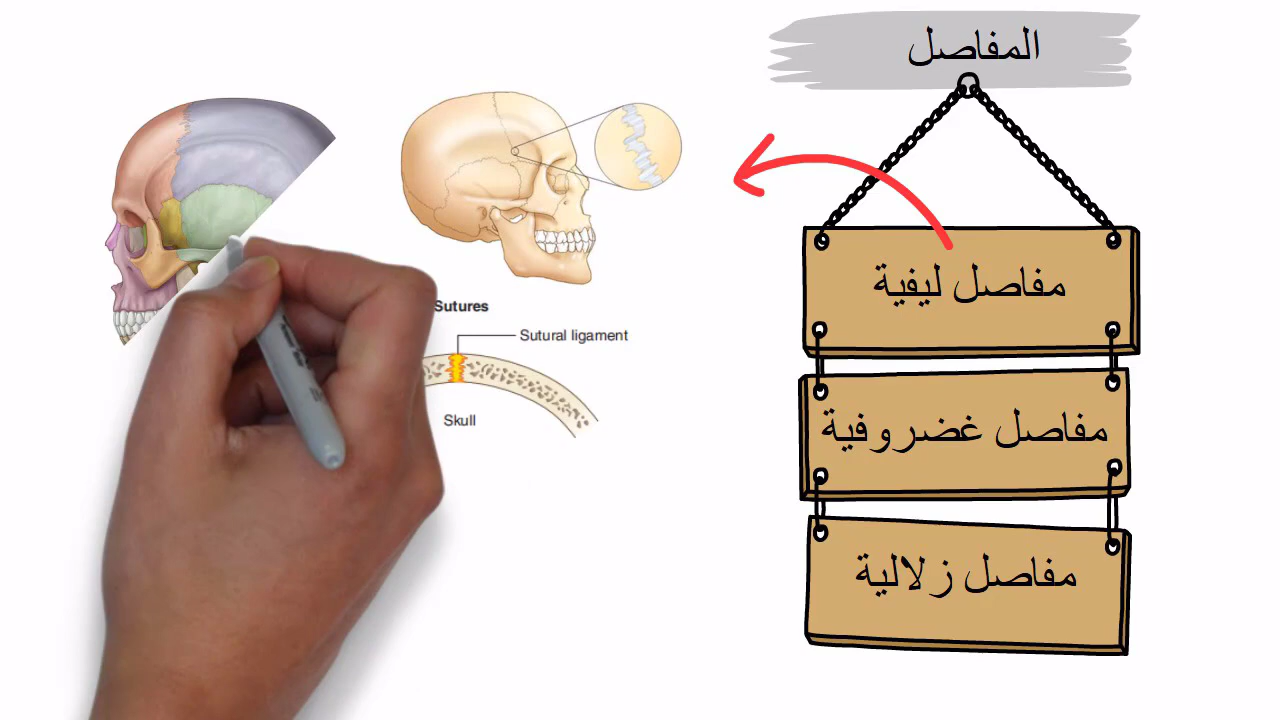 المفاصل
مفاصل ليفية
مفاصل غضروفية
مفاصل زلالية
Sutures
Sutural ligament
Skull